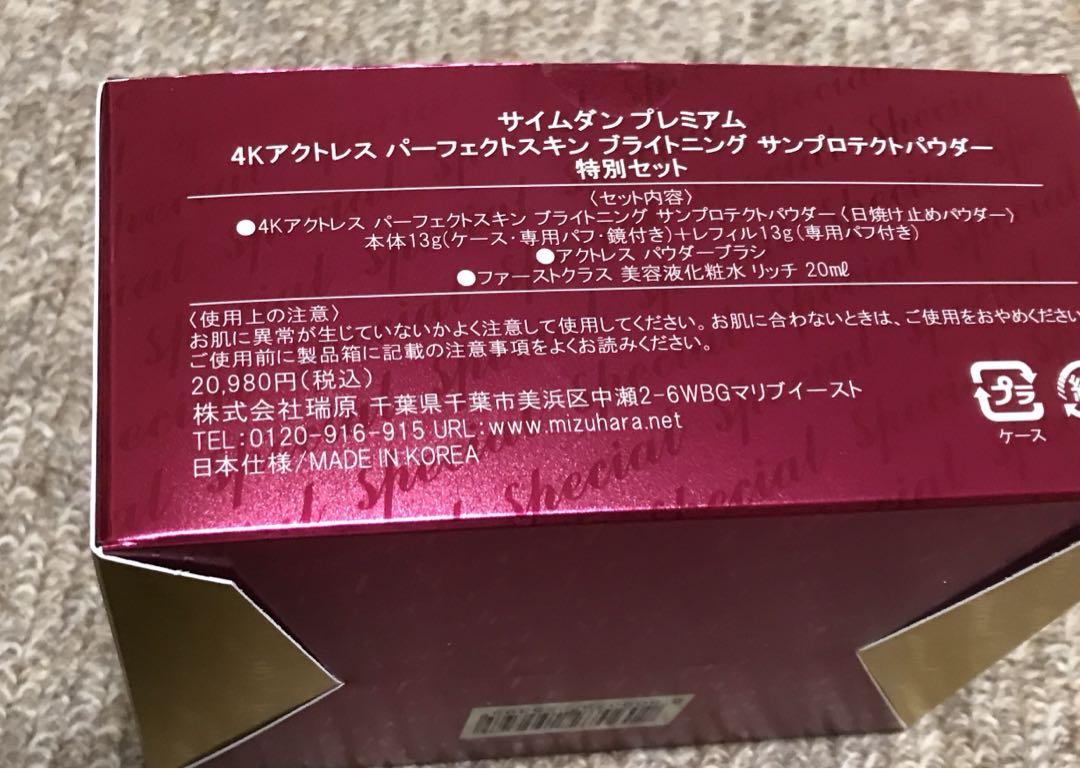 サイムダン プレミアム
4Kアクトレス パーフェクトスキン ブライトニング サンプロテクトパウダー
特別セット
〈セット内容〉
●4Kアクトレス パーフェクトスキン ブライトニング サンプロテクトパウダー〈日焼け止めパウダー〉
本体13g(ケース・専用パフ・鏡付き)+レフィル13g(専用パフ付き)
●アクトレス パウダーブラシ
●ファーストクラス 美容液化粧水 リッチ 20ml
〈使用上の注意〉
お肌に異常が生じていないかよく注意して使用してください。お肌に合わないときは、ご使用をおやめください
ご使用前に製品箱に記載の注意事項をよくお読みください。
20,980円(税込)
株式会社瑞原 千葉県千葉市美浜区中瀬2-6WBGマリブイースト
TEL:0120-916-915 URL:www.mizuhara.net
日本仕様/MADE IN KOREA
プラ
ケース
Special Special Special